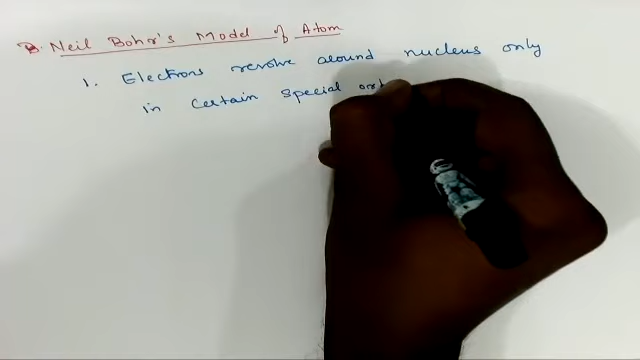 B. Neil Bohr's Model of Atom
1. Electrons revolve around nucleus only
in certain special